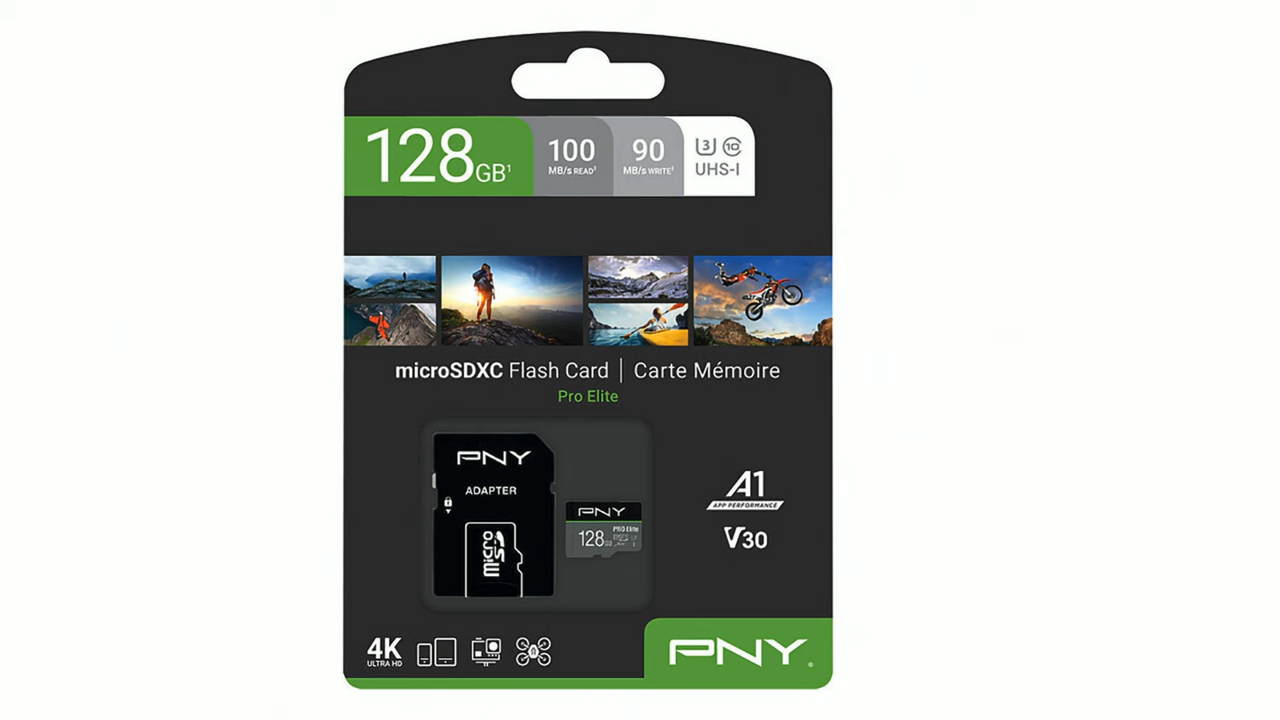 128GB¹
100
MB/s READ²
90
MB/s WRITE²
3 10
UHS-I
microSDXC Flash Card | Carte Mémoire
Pro Elite
PNY
ADAPTER
micro
SD
PNY
PRO Elite
128GB
A1
APP PERFORMANCE
V30
4K
ULTRA HD
PNY®